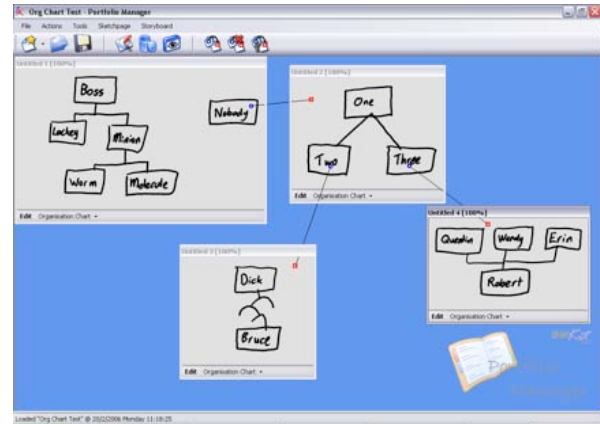 Org Chart Test - Portfolio Manager
File Actions Tools Sketchpage Storyboard
Untitled 1 [100%]
Boss
Lackey
Minion
Worm
Molerude
Nobody
Edit Organisation Chart
Untitled 2 [100%]
One
Two
Three
Edit Organisation Chart
Untitled 3 [100%]
Dick
Bruce
Edit Organisation Chart
Untitled 4 [100%]
Quentin
Wendy
Erin
Robert
Edit Organisation Chart
Loaded "Org Chart Test" @ 20/2/2006 Monday 11:18:25